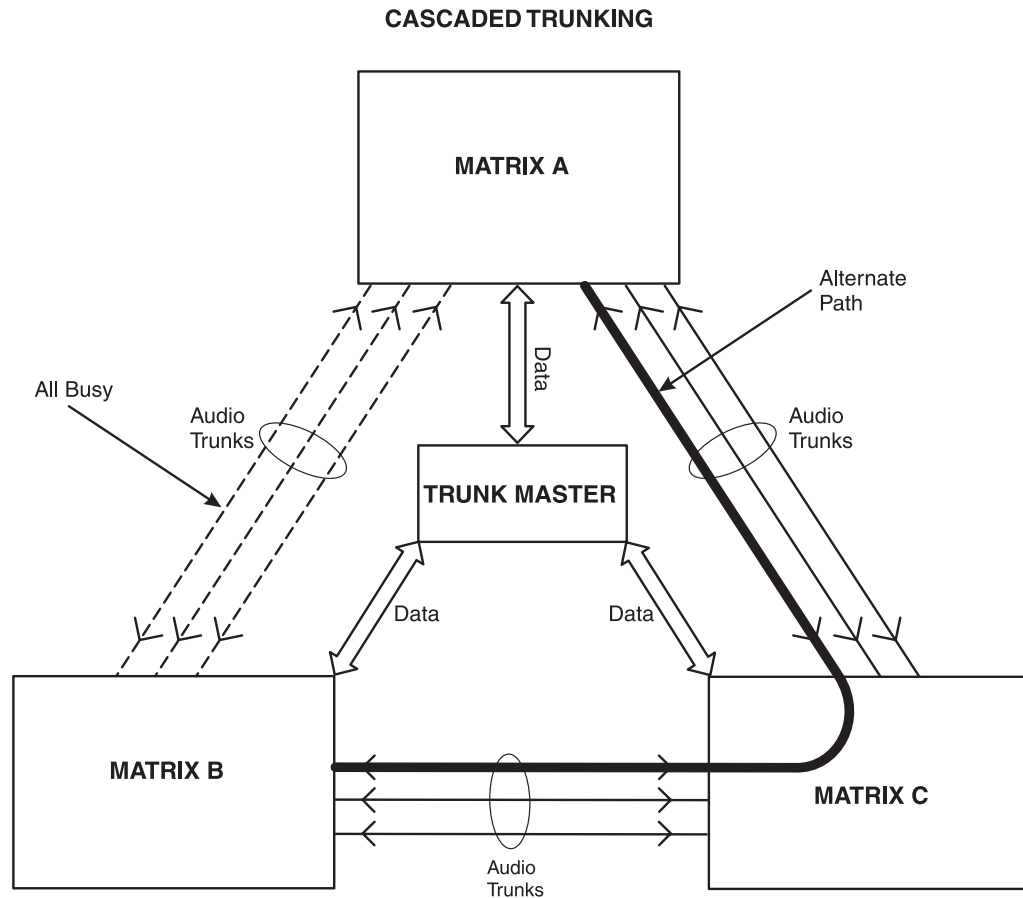 CASCADED TRUNKING
MATRIX A
Alternate
Path
Data
All Busy
Audio
Trunks
Audio
Trunks
TRUNK MASTER
Data
Data
MATRIX B
MATRIX C
Audio
Trunks